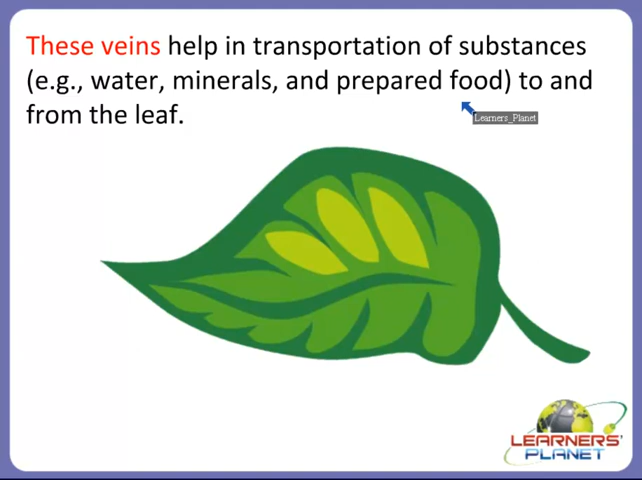 These veins help in transportation of substances
(e.g., water, minerals, and prepared food) to and
from the leaf.
Learners_Planet
LEARNERS'
PLANET